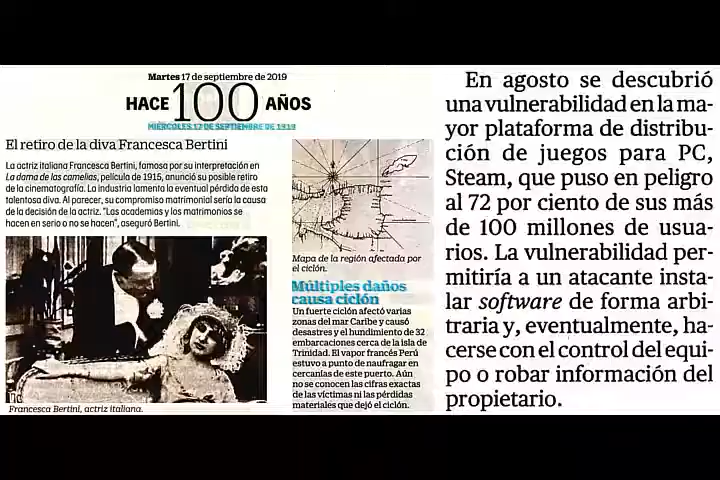 Martes 17 de septiembre de 2019
HACE 100 AÑOS
MIÉRCOLES 17 DE SEPTIEMBRE DE 1919
El retiro de la diva Francesca Bertini
La actriz italiana Francesca Bertini, famosa por su interpretación en
La dama de las camelias, película de 1915, anunció su posible retiro
de la cinematografía. La industria lamenta la eventual pérdida de esta
talentosa diva. Al parecer, su compromiso matrimonial sería la causa
de la decisión de la actriz. "Las academias y los matrimonios se
hacen en serio o no se hacen", aseguró Bertini.
Francesca Bertini, actriz italiana.
Mapa de la región afectada por
el ciclón.
Múltiples daños
causa ciclón
Un fuerte ciclón afectó varias
zonas del mar Caribe y causó
desastres y el hundimiento de 32
embarcaciones cerca de la isla de
Trinidad. El vapor francés Perú
estuvo a punto de naufragar en
cercanías de este puerto. Aún
no se conocen las cifras exactas
de las víctimas ni las pérdidas
materiales que dejó el ciclón.
En agosto se descubrió
una vulnerabilidad en la ma-
yor plataforma de distribu-
ción de juegos para PC,
Steam, que puso en peligro
al 72 por ciento de sus más
de 100 millones de usua-
rios. La vulnerabilidad per-
mitiría a un atacante insta-
lar software de forma arbi-
traria y, eventualmente, ha-
cerse con el control del equi-
po o robar información del
propietario.